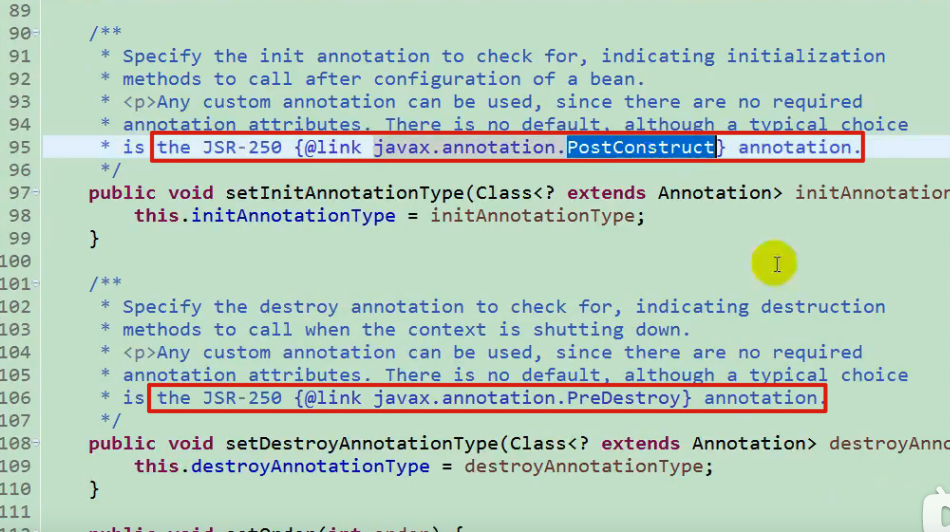 89
90 /**
91 * Specify the init annotation to check for, indicating initialization
92 * methods to call after configuration of a bean.
93 * <p>Any custom annotation can be used, since there are no required
94 * annotation attributes. There is no default, although a typical choice
95 * is the JSR-250 {@link javax.annotation.PostConstruct} annotation.
96 */
97 public void setInitAnnotationType(Class<? extends Annotation> initAnnotation
98 this.initAnnotationType = initAnnotationType;
99 }
100
101 /**
102 * Specify the destroy annotation to check for, indicating destruction
103 * methods to call when the context is shutting down.
104 * <p>Any custom annotation can be used, since there are no required
105 * annotation attributes. There is no default, although a typical choice
106 * is the JSR-250 {@link javax.annotation.PreDestroy} annotation.
107 */
108 public void setDestroyAnnotationType(Class<? extends Annotation> destroyAnno
109 this.destroyAnnotationType = destroyAnnotationType;
110 }
111
112 public void setOrder(int order) {